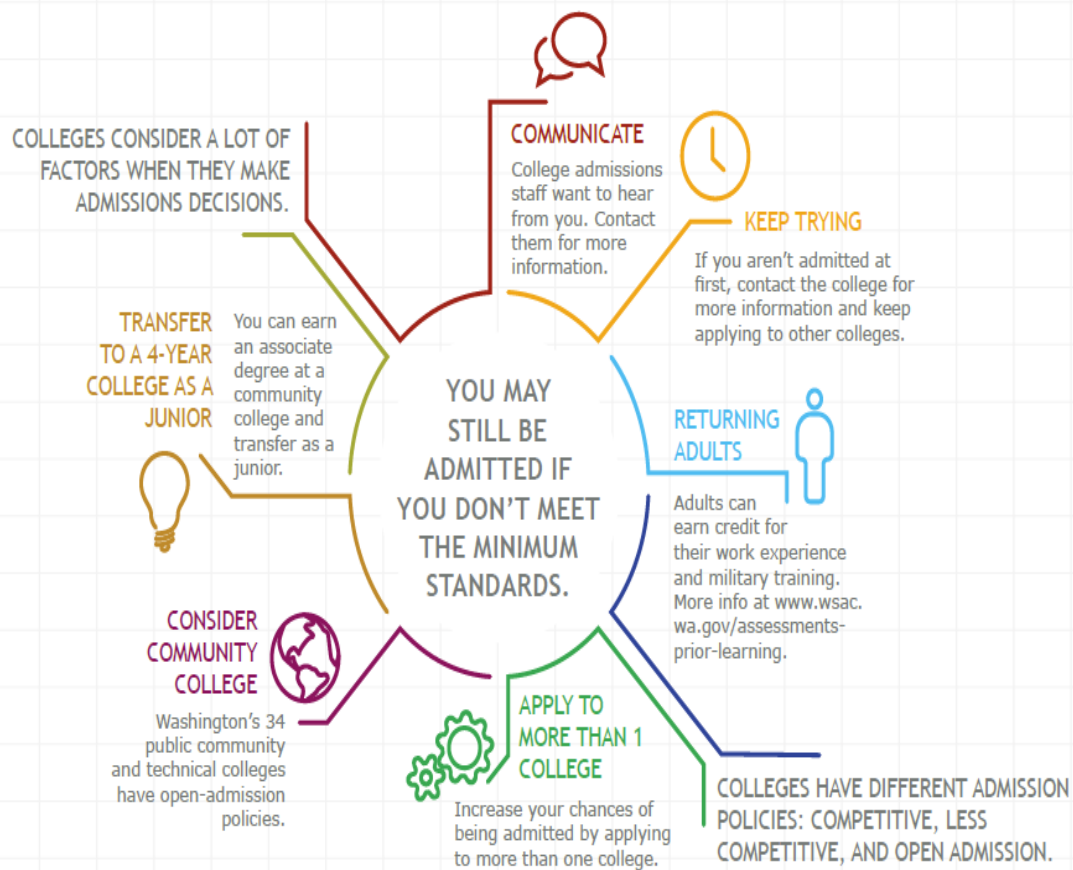 COLLEGES CONSIDER A LOT OF
FACTORS WHEN THEY MAKE
ADMISSIONS DECISIONS.
COMMUNICATE
College admissions
staff want to hear
from you. Contact
them for more
information.
KEEP TRYING
If you aren't admitted at
first, contact the college for
more information and keep
applying to other colleges.
TRANSFER
TO A 4-YEAR
COLLEGE AS A
JUNIOR
You can earn
an associate
degree at a
community
college and
transfer as a
junior.
YOU MAY
STILL BE
ADMITTED IF
YOU DON'T MEET
THE MINIMUM
STANDARDS.
RETURNING
ADULTS
Adults can
earn credit for
their work experience
and military training.
More info at www.wsac.
wa.gov/assessments-
prior-learning.
CONSIDER
COMMUNITY
COLLEGE
Washington's 34
public community
and technical colleges
have open-admission
policies.
APPLY TO
MORE THAN 1
COLLEGE
Increase your chances of
being admitted by applying
to more than one college.
COLLEGES HAVE DIFFERENT ADMISSION
POLICIES: COMPETITIVE, LESS
COMPETITIVE, AND OPEN ADMISSION.